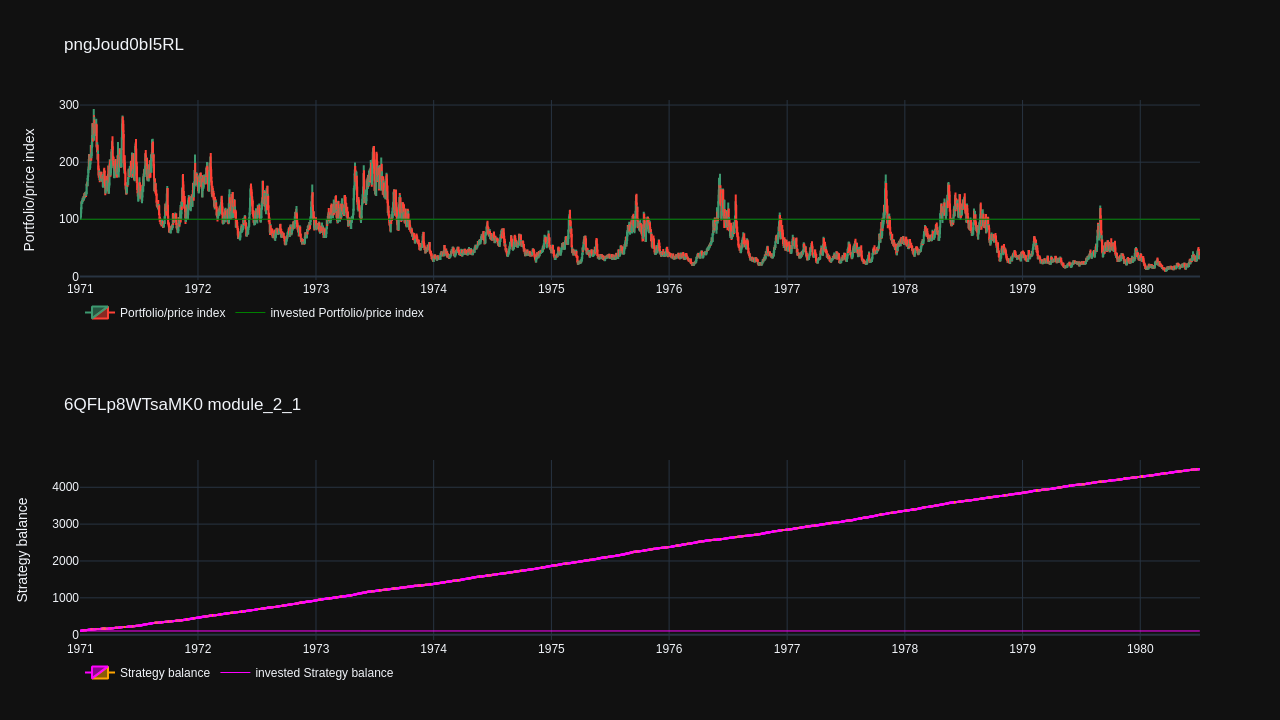 pngJoud0bI5RL
Portfolio/price index
300
200
100
0
1971 1972 1973 1974 1975 1976 1977 1978 1979 1980
Portfolio/price index invested Portfolio/price index
6QFLp8WTsaMK0 module_2_1
Strategy balance
4000
3000
2000
1000
0
1971 1972 1973 1974 1975 1976 1977 1978 1979 1980
Strategy balance invested Strategy balance